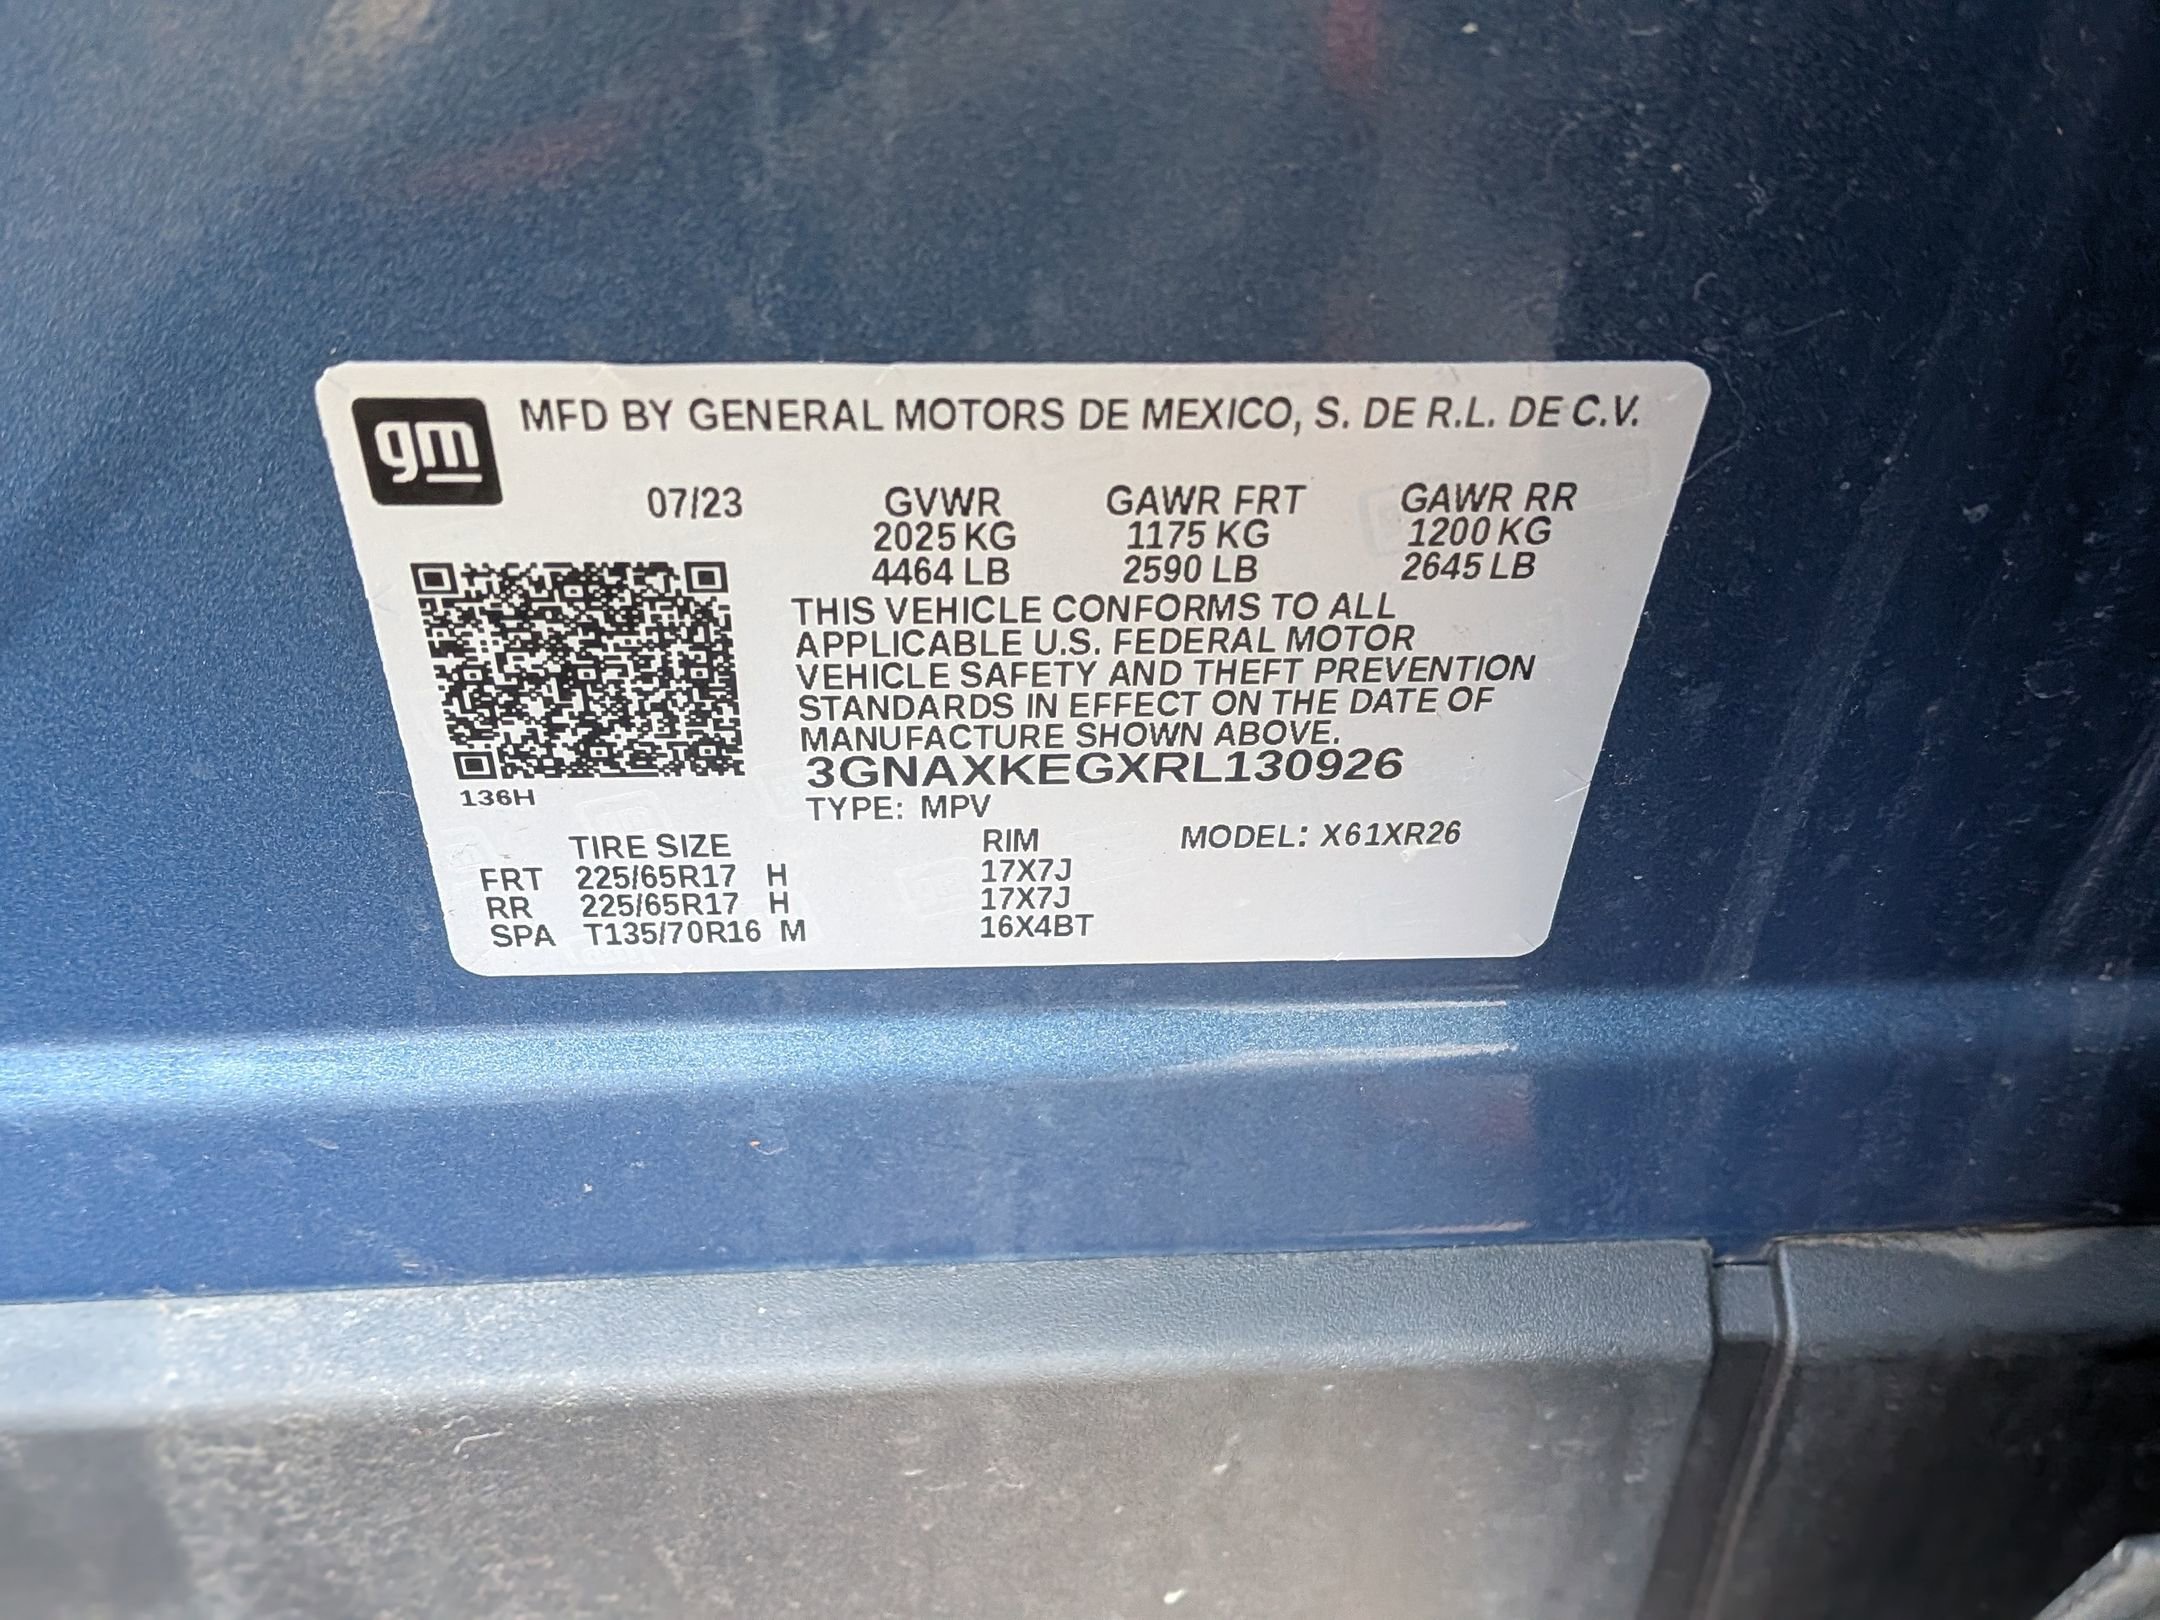 gm
MFD BY GENERAL MOTORS DE MEXICO, S. DE R.L. DE C.V.
07/23 GVWR GAWR FRT GAWR RR
2025 KG 1175 KG 1200 KG
4464 LB 2590 LB 2645 LB
THIS VEHICLE CONFORMS TO ALL
APPLICABLE U.S. FEDERAL MOTOR
VEHICLE SAFETY AND THEFT PREVENTION
STANDARDS IN EFFECT ON THE DATE OF
MANUFACTURE SHOWN ABOVE.
3GNAXKEGXRL130926
136H
TYPE: MPV
TIRE SIZE RIM MODEL: X61XR26
FRT 225/65R17 H 17X7J
RR 225/65R17 H 17X7J
SPA T135/70R16 M 16X4BT